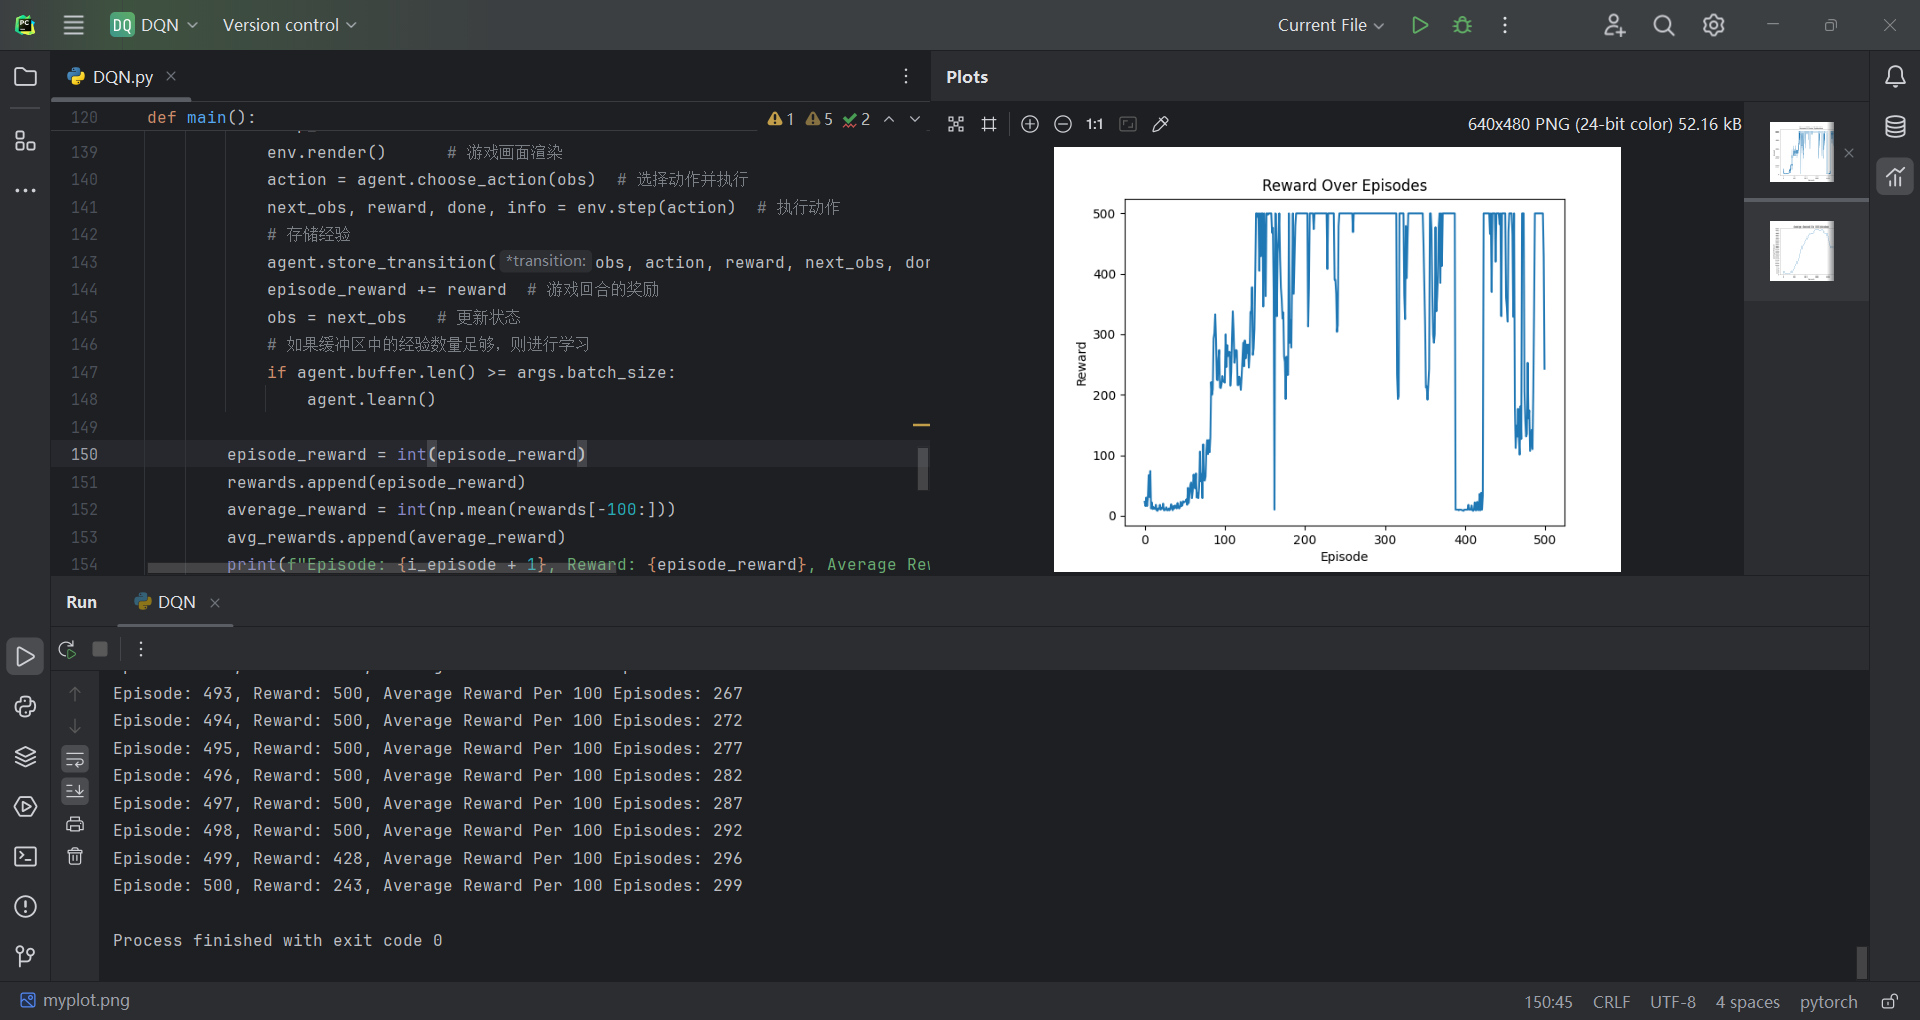 DQ DQN Version control Current File
DQN.py
120 def main(): 1 5 2
139 env.render() # 游戏画面渲染
140 action = agent.choose_action(obs) # 选择动作并执行
141 next_obs, reward, done, info = env.step(action) # 执行动作
142 # 存储经验
143 agent.store_transition( *transition: obs, action, reward, next_obs, don
144 episode_reward += reward # 游戏回合的奖励
145 obs = next_obs # 更新状态
146 # 如果缓冲区中的经验数量足够，则进行学习
147 if agent.buffer.len() >= args.batch_size:
148 agent.learn()
149
150 episode_reward = int(episode_reward)
151 rewards.append(episode_reward)
152 average_reward = int(np.mean(rewards[-100:]))
153 avg_rewards.append(average_reward)
154 print(f"Episode: {i_episode + 1}, Reward: {episode_reward}, Average Rew
Plots
1:1 640x480 PNG (24-bit color) 52.16 kB
Reward Over Episodes
500
400
300
200
100
0
Reward
0 100 200 300 400 500
Episode
Run DQN
Episode: 493, Reward: 500, Average Reward Per 100 Episodes: 267
Episode: 494, Reward: 500, Average Reward Per 100 Episodes: 272
Episode: 495, Reward: 500, Average Reward Per 100 Episodes: 277
Episode: 496, Reward: 500, Average Reward Per 100 Episodes: 282
Episode: 497, Reward: 500, Average Reward Per 100 Episodes: 287
Episode: 498, Reward: 500, Average Reward Per 100 Episodes: 292
Episode: 499, Reward: 428, Average Reward Per 100 Episodes: 296
Episode: 500, Reward: 243, Average Reward Per 100 Episodes: 299
Process finished with exit code 0
myplot.png 150:45 CRLF UTF-8 4 spaces pytorch